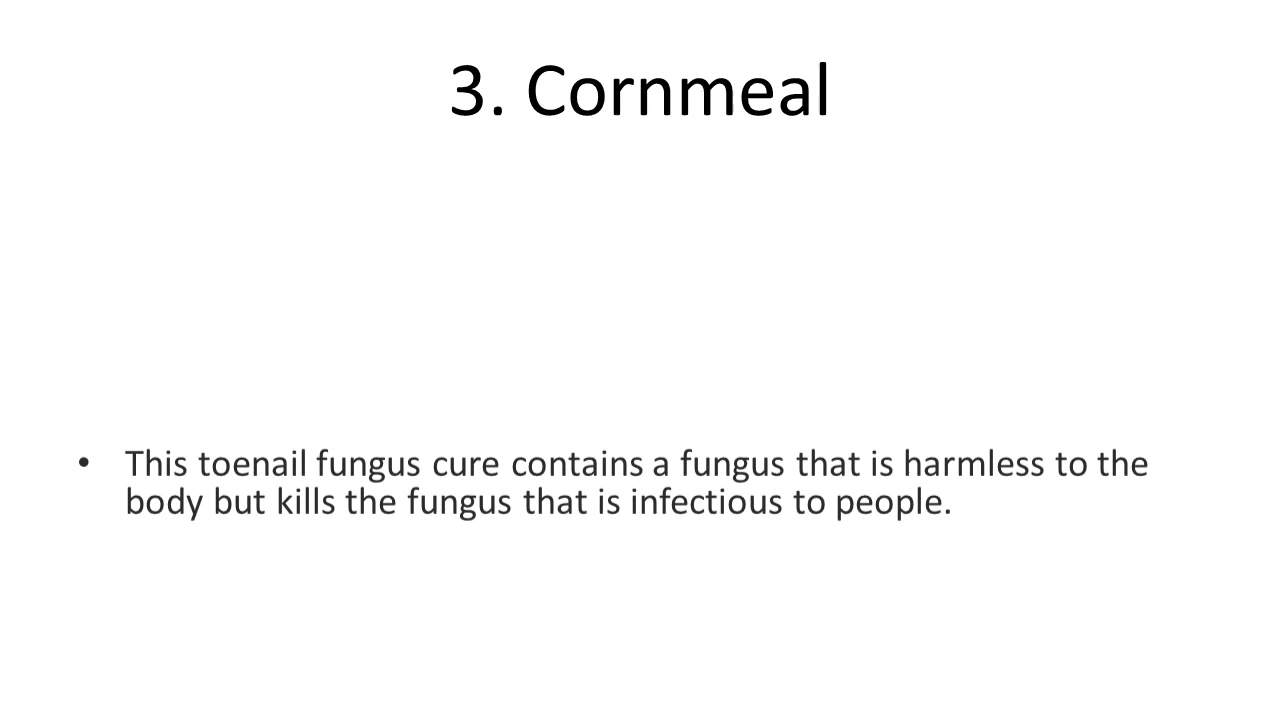 3. Cornmeal
• This toenail fungus cure contains a fungus that is harmless to the
body but kills the fungus that is infectious to people.